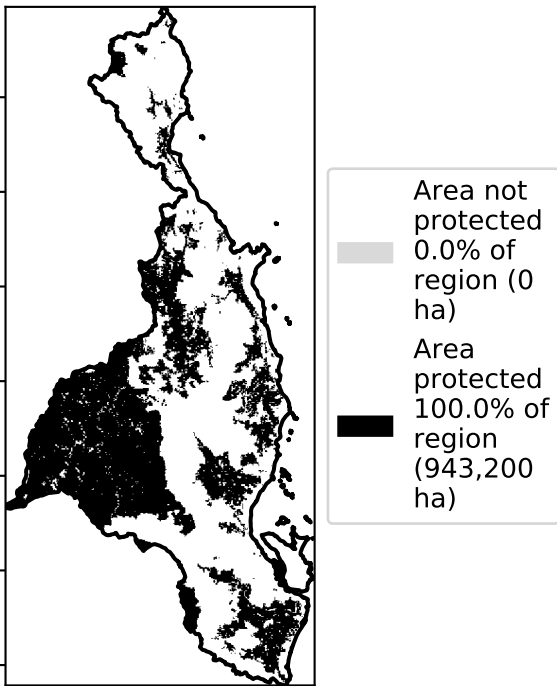 Area not
protected
0.0% of
region (0
ha)
Area
protected
100.0% of
region
(943,200
ha)